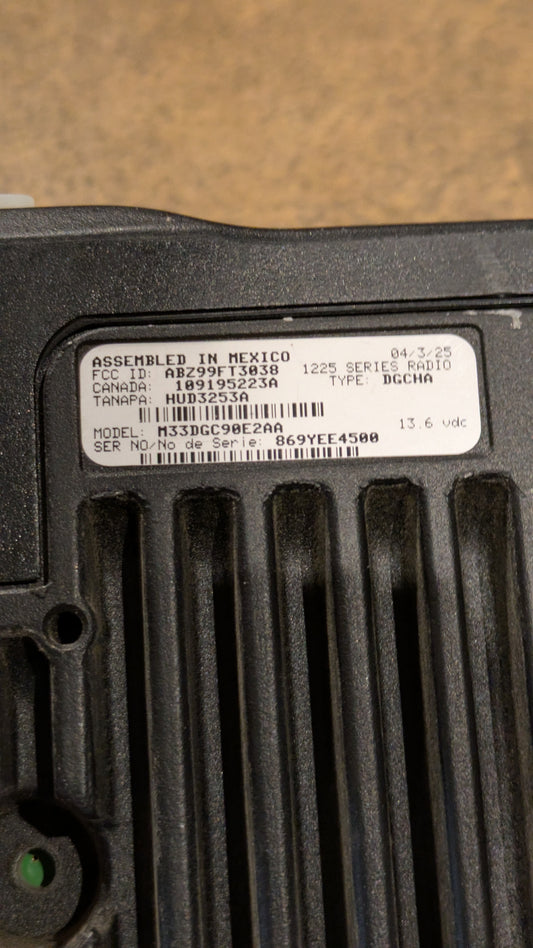 ASSEMBLED IN MEXICO 04/3/25
FCC ID: ABZ99FT3038 1225 SERIES RADIO
CANADA: 109195223A TYPE: DGCHA
TANAPA: HUD3253A
MODEL: M33DGC90E2AA 13.6 vdc
SER NO/No de Serie: 869YEE4500